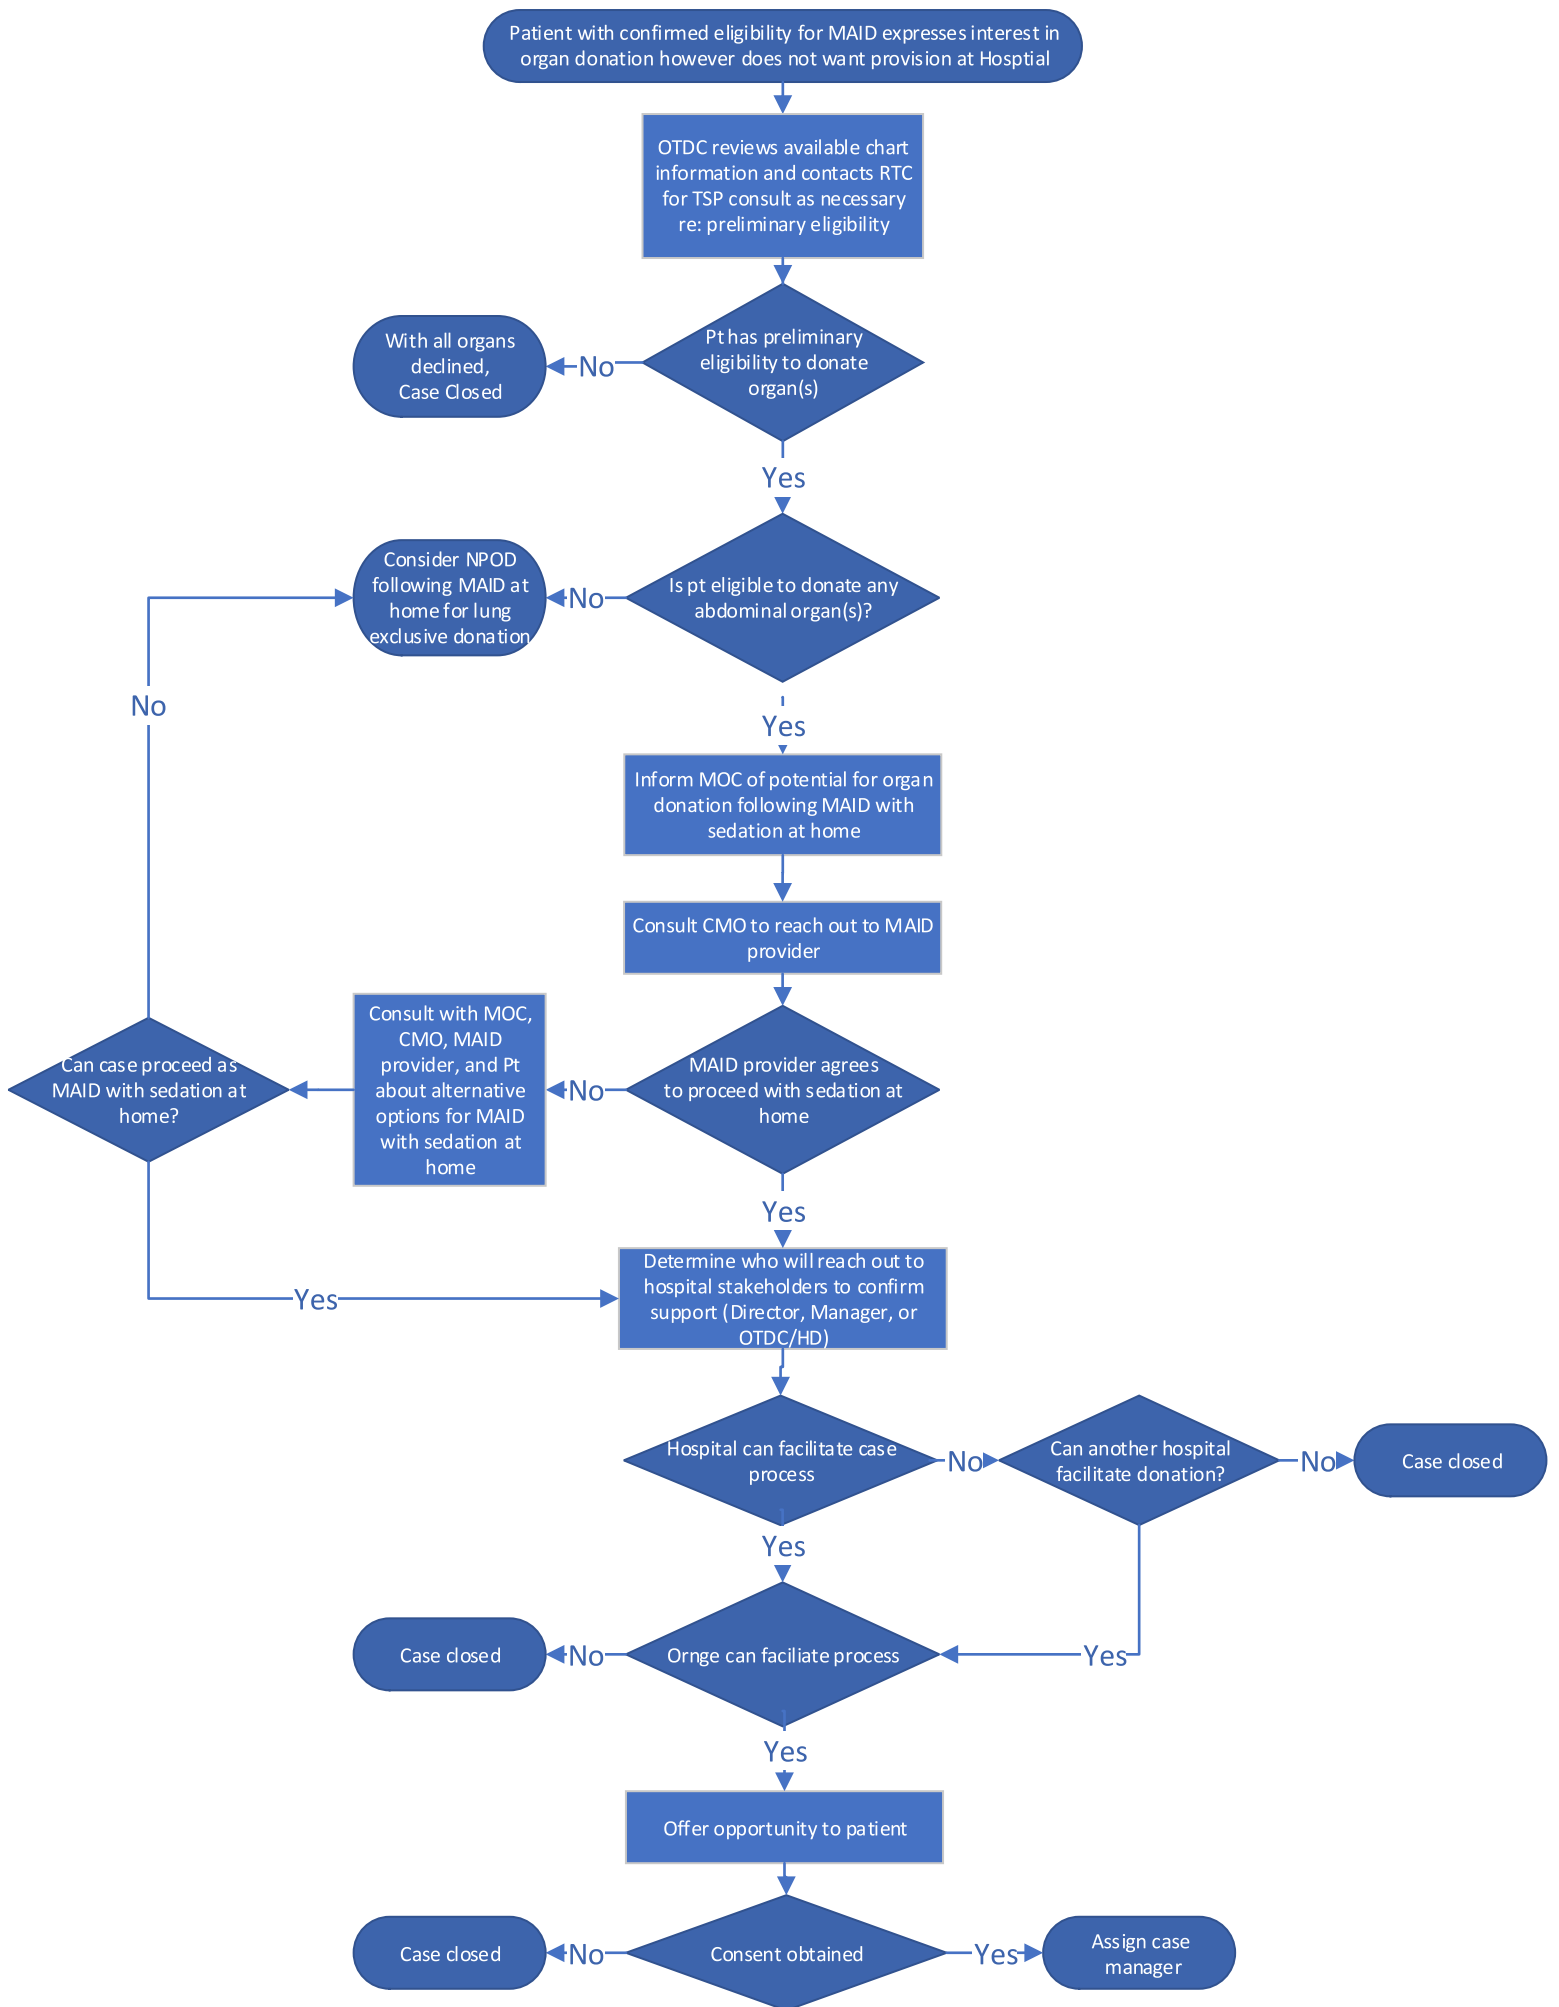 Patient with confirmed eligibility for MAID expresses interest in
organ donation however does not want provision at Hosptial
OTDC reviews available chart
information and contacts RTC
for TSP consult as necessary
re: preliminary eligibility
Pt has preliminary
eligibility to donate
organ(s)
No
With all organs
declined,
Case Closed
Yes
Is pt eligible to donate any
abdominal organ(s)?
No
Consider NPOD
following MAID at
home for lung
exclusive donation
No
Yes
Inform MOC of potential for organ
donation following MAID with
sedation at home
Consult CMO to reach out to MAID
provider
MAID provider agrees
to proceed with sedation at
home
No
Consult with MOC,
CMO, MAID
provider, and Pt
about alternative
options for MAID
with sedation at
home
Can case proceed as
MAID with sedation at
home?
Yes
Yes
Determine who will reach out to
hospital stakeholders to confirm
support (Director, Manager, or
OTDC/HD)
Hospital can facilitate case
process
No
Can another hospital
facilitate donation?
No
Case closed
Yes
Yes
Ornge can faciliate process
No
Case closed
Yes
Offer opportunity to patient
Consent obtained
No
Case closed
Yes
Assign case
manager